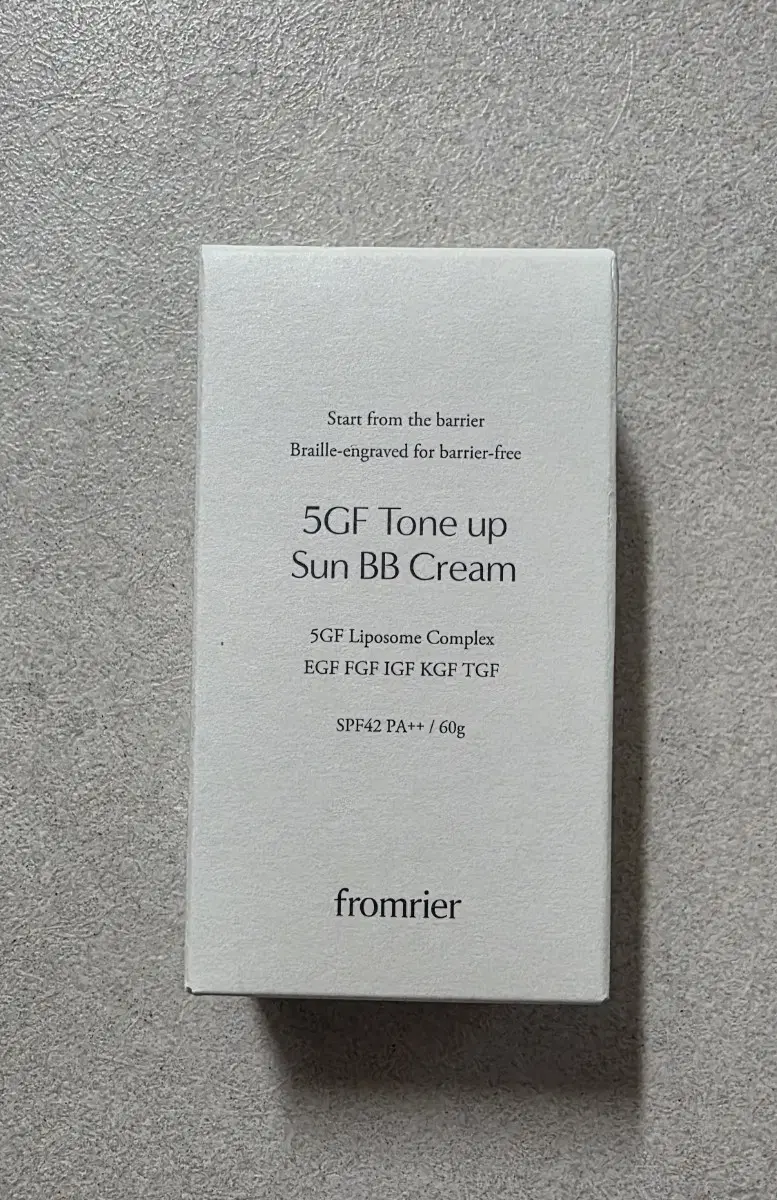 Start from the barrier
Braille-engraved for barrier-free
5GF Tone up
Sun BB Cream
5GF Liposome Complex
EGF FGF IGF KGF TGF
SPF42 PA++ / 60g
fromrier